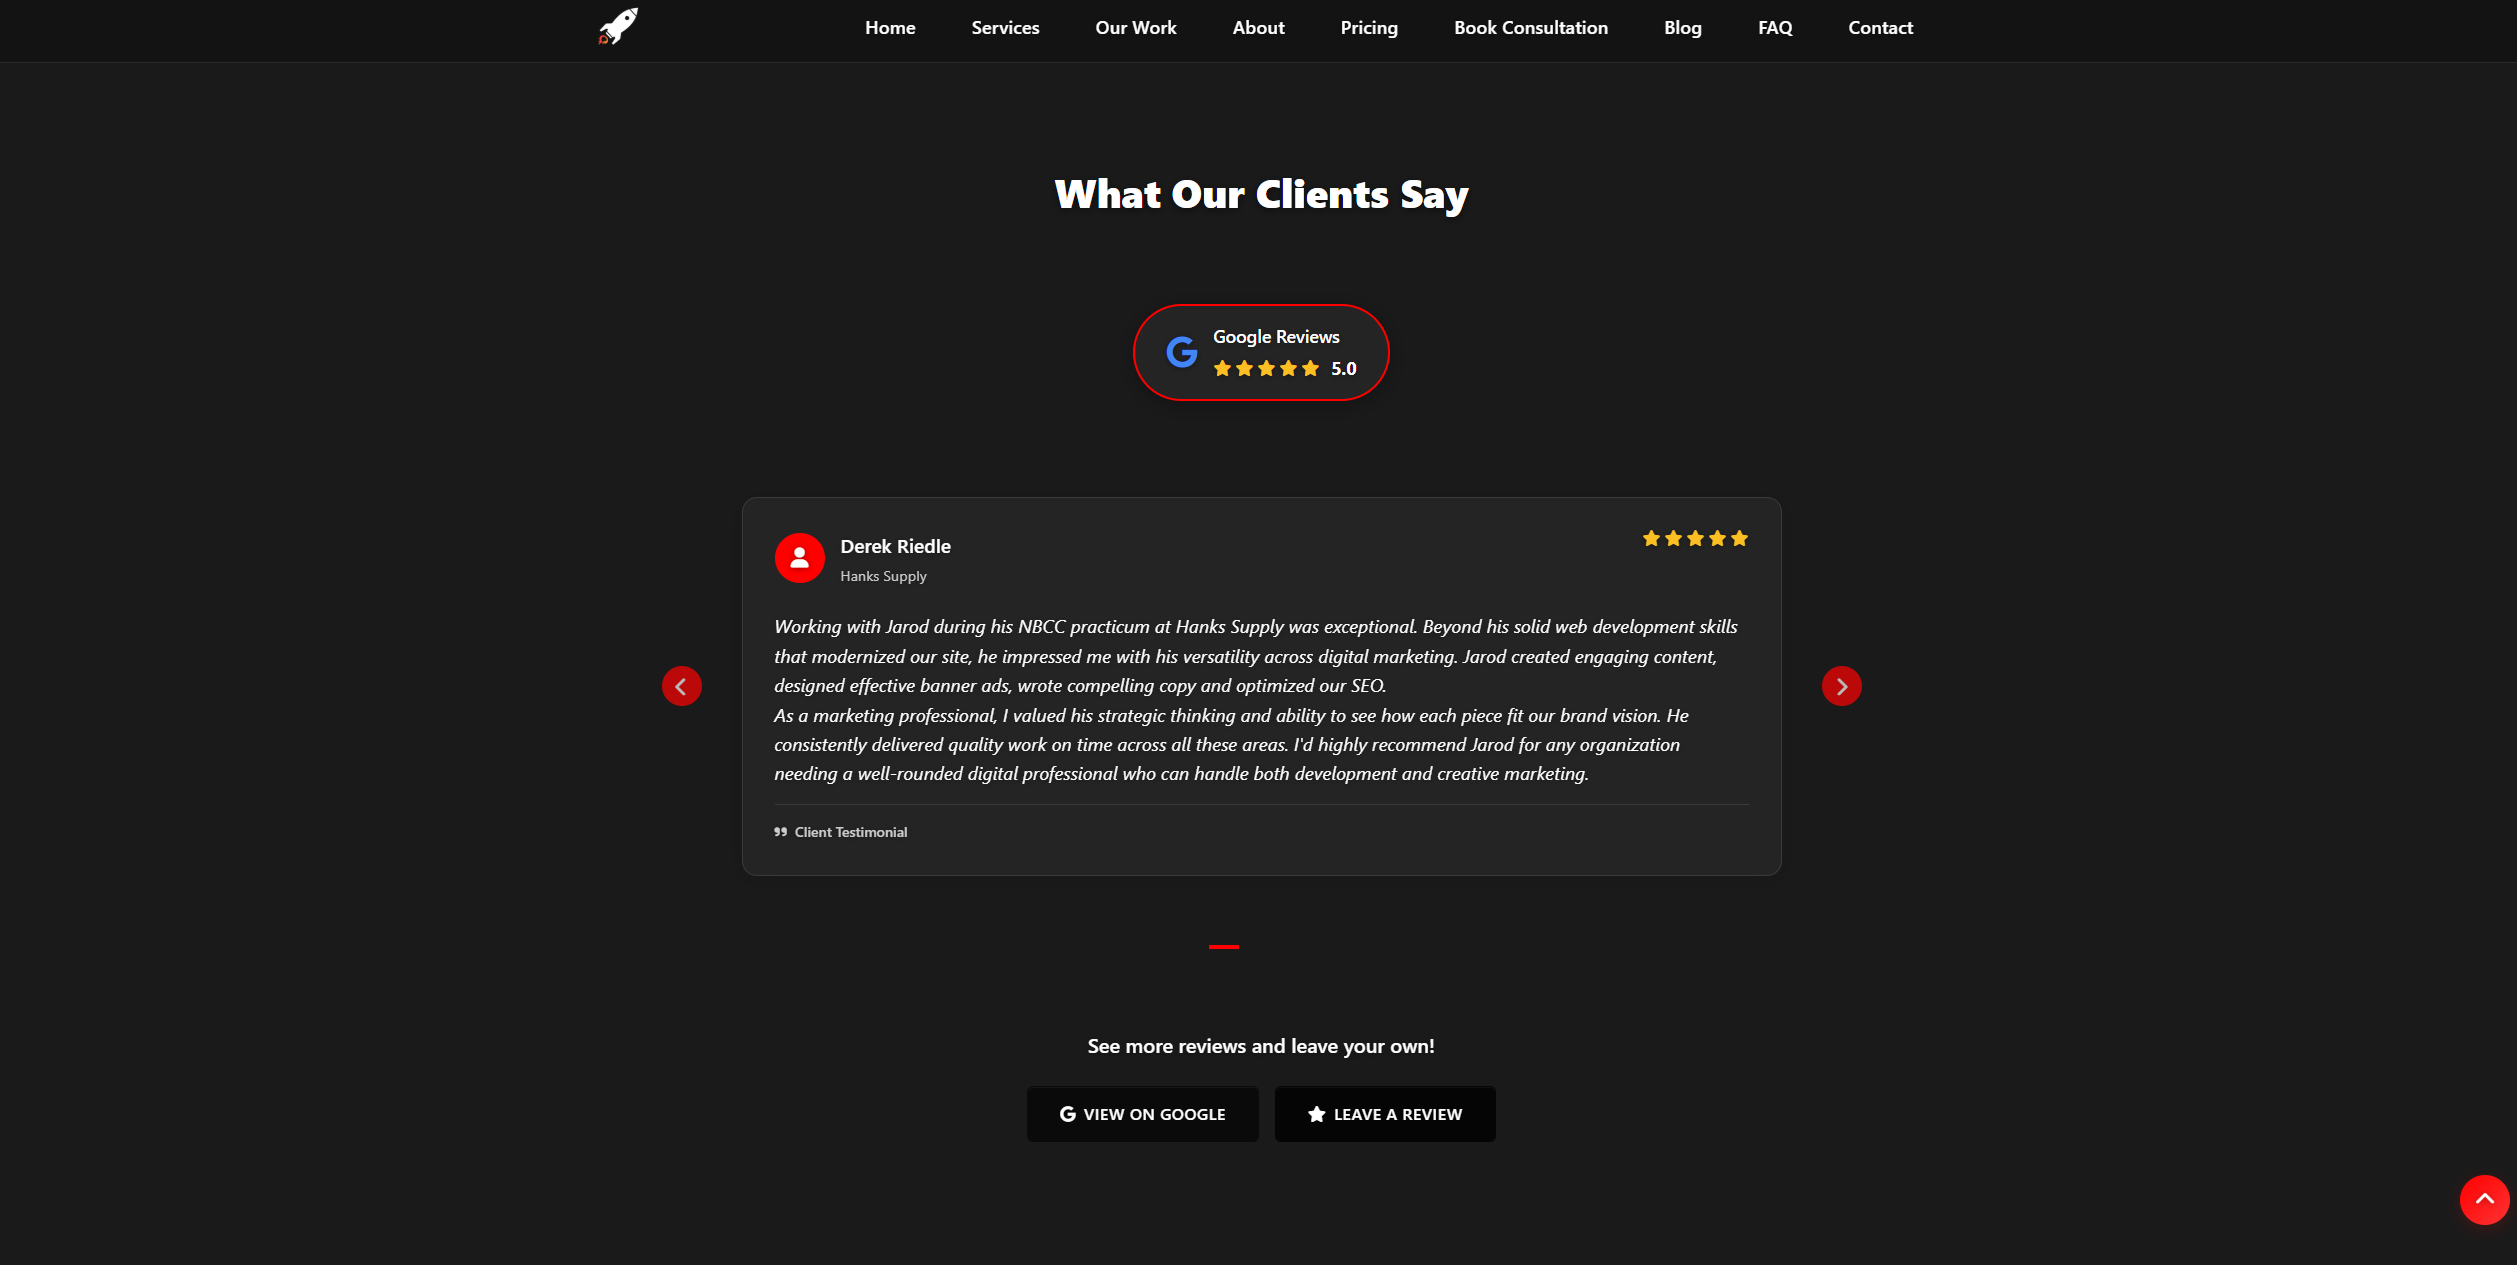 Home Services Our Work About Pricing Book Consultation Blog FAQ Contact
What Our Clients Say
Google Reviews
5.0
Derek Riedle
Hanks Supply
Working with Jarod during his NBCC practicum at Hanks Supply was exceptional. Beyond his solid web development skills
that modernized our site, he impressed me with his versatility across digital marketing. Jarod created engaging content,
designed effective banner ads, wrote compelling copy and optimized our SEO.
As a marketing professional, I valued his strategic thinking and ability to see how each piece fit our brand vision. He
consistently delivered quality work on time across all these areas. I'd highly recommend Jarod for any organization
needing a well-rounded digital professional who can handle both development and creative marketing.
Client Testimonial
See more reviews and leave your own!
VIEW ON GOOGLE LEAVE A REVIEW